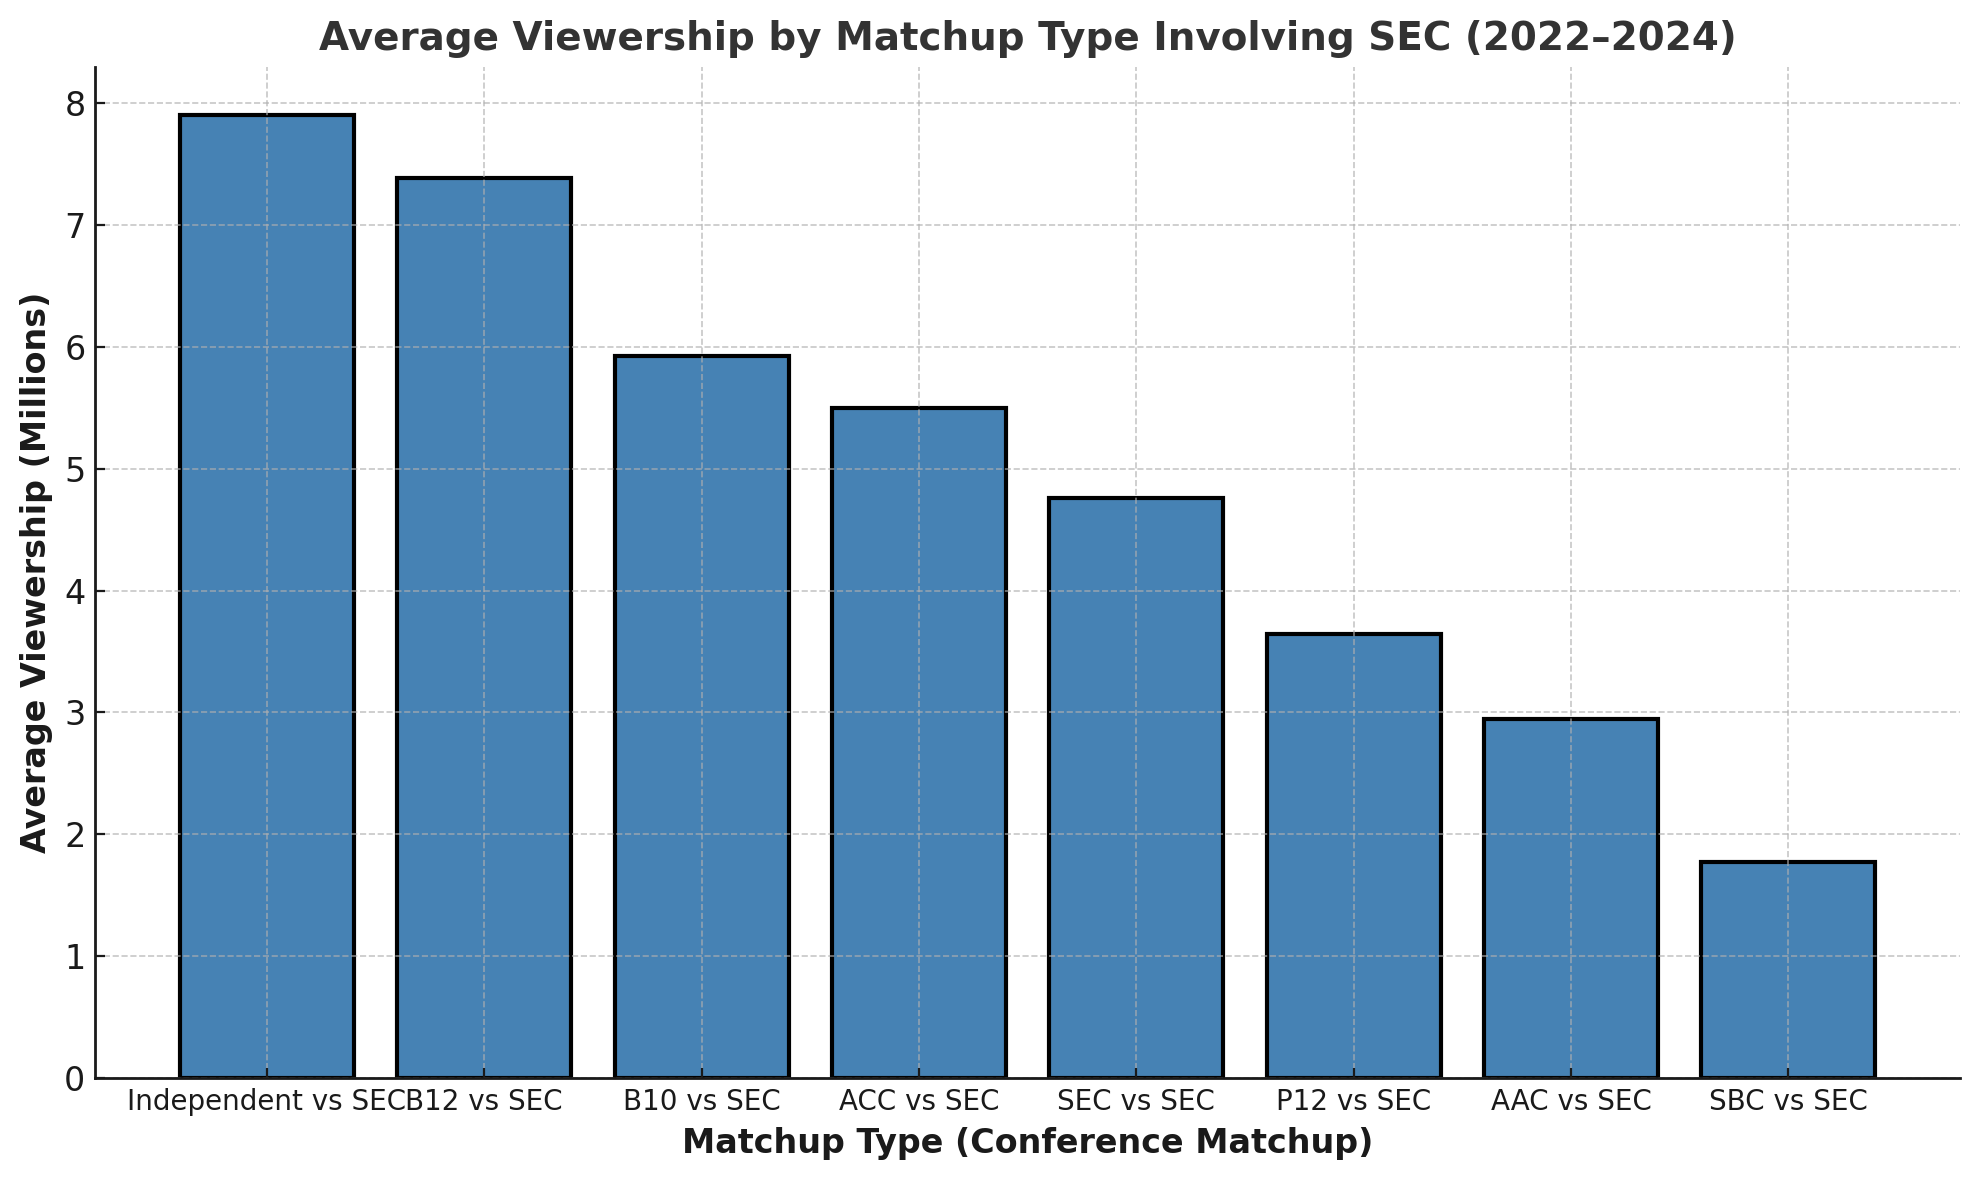 Average Viewership by Matchup Type Involving SEC (2022–2024)
Average Viewership (Millions)
8
7
6
5
4
3
2
1
0
Independent vs SEC B12 vs SEC B10 vs SEC ACC vs SEC SEC vs SEC P12 vs SEC AAC vs SEC SBC vs SEC
Matchup Type (Conference Matchup)